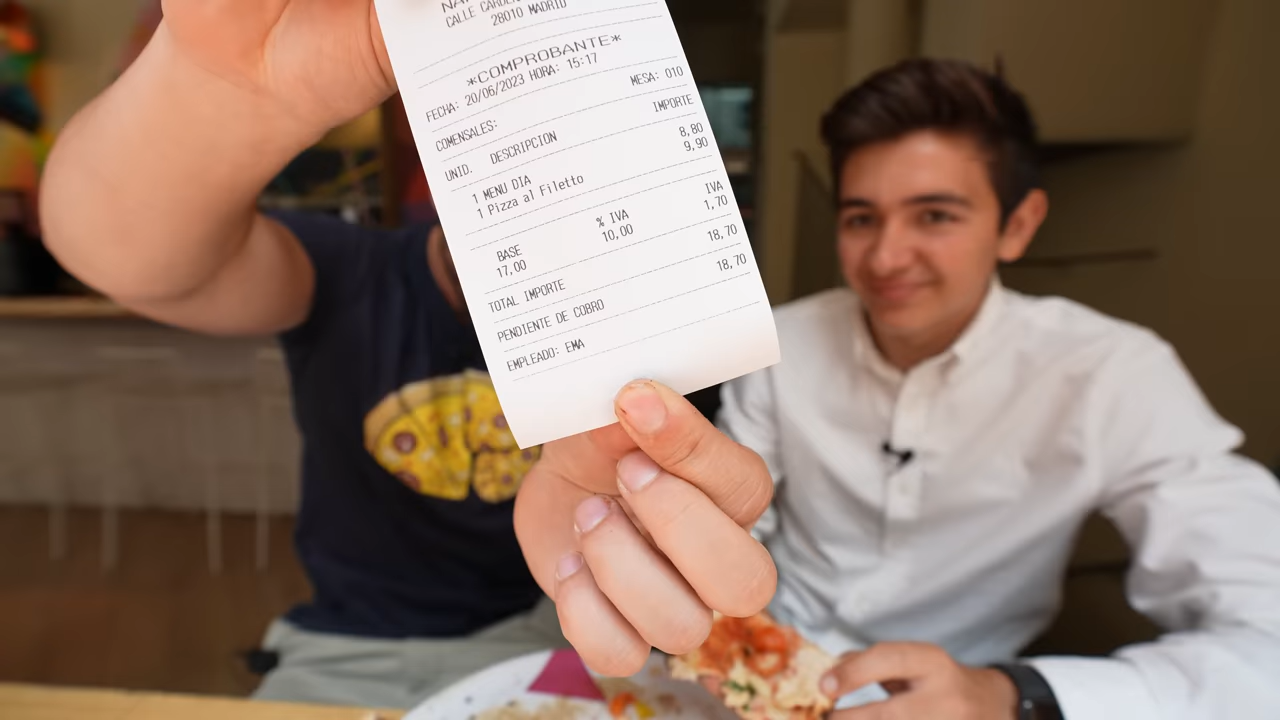 CALLE
28010 MADRID
*COMPROBANTE*
FECHA: 20/06/2023 HORA: 15:17
MESA: 010
COMENSALES:
UNID. DESCRIPCION IMPORTE
1 MENU DIA 8,80
1 Pizza al Filetto 9,90
BASE % IVA IVA
17,00 10,00 1,70
TOTAL IMPORTE 18,70
PENDIENTE DE COBRO 18,70
EMPLEADO: EMA